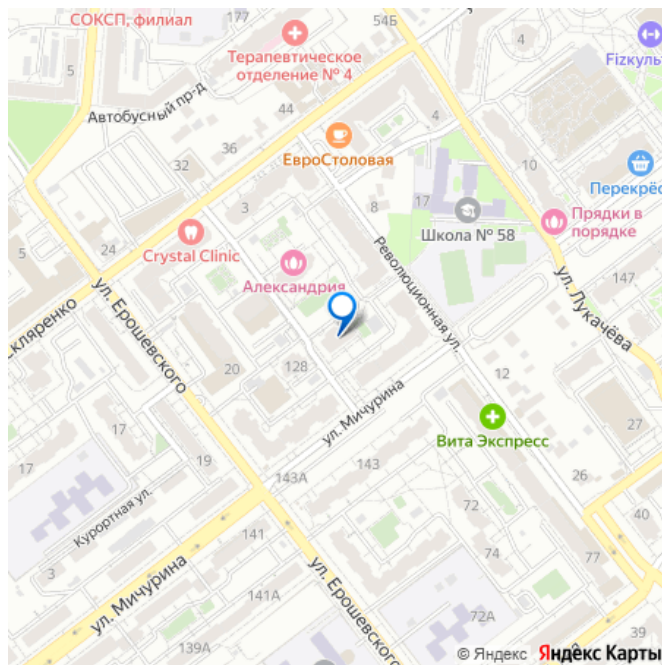 СОКСП, филиал
177
54Б
4
Терапевтическое
отделение № 4
Fizкульт
5
Автобусный пр-д
44
36
4
ЕвроСтоловая
10
32
Перекрёс
3
8
17
Школа № 58
Прядки в
порядке
5
24
Crystal Clinic
Александрия
Революционная ул.
147
ул. Лукачёва
Скляренко
ул. Ерошевского
20
128
12
ул. Мичурина
Вита Экспресс
27
17
17
19
143А
143
26
72
Курортная ул.
141
74
77
40
3
ул. Мичурина
ул. Ерошевского
141А
72А
39
139А
39
© Яндекс Яндекс Карты